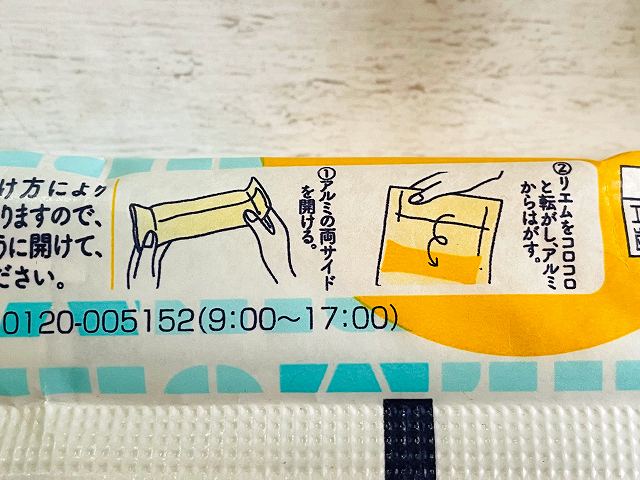 け方により
りますので、
うに開けて、
ださい。
①アルミの両サイド
を開ける。
②リエムをコロコロ
と転がし、アルミ
からはがす。
0120-005152(9:00～17:00)